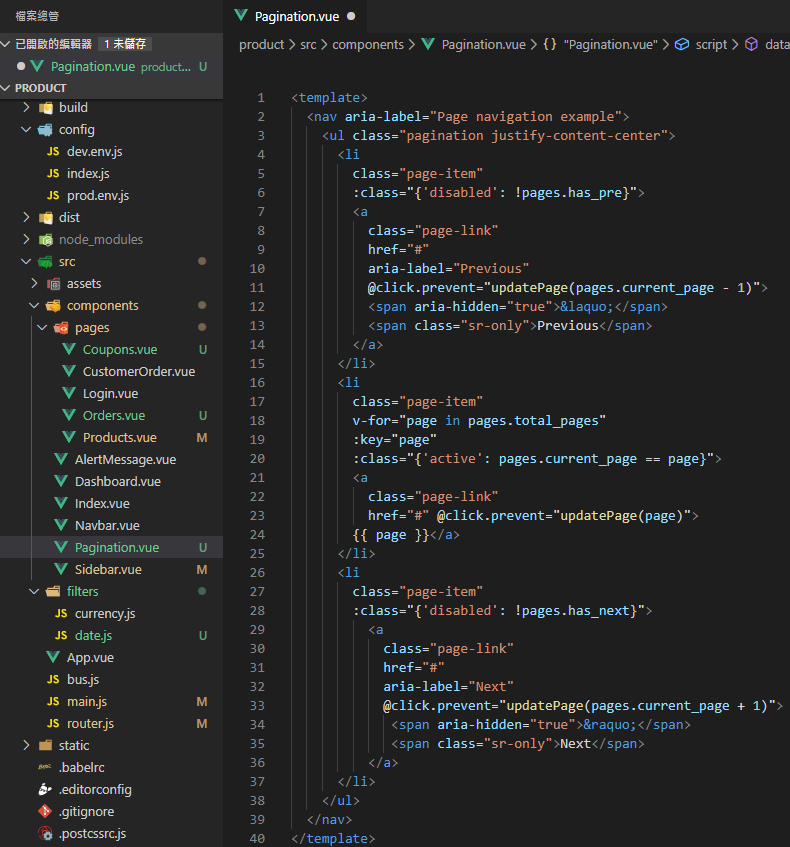 檔案總管
已開啟的編輯器 1 未儲存
Pagination.vue product... U
PRODUCT
build
config
JS dev.env.js
JS index.js
JS prod.env.js
dist
node_modules
src
assets
components
pages
Coupons.vue U
CustomerOrder.vue
Login.vue
Orders.vue U
Products.vue M
AlertMessage.vue
Dashboard.vue
Index.vue
Navbar.vue
Pagination.vue U
Sidebar.vue M
filters
JS currency.js
JS date.js U
App.vue
JS bus.js
JS main.js M
JS router.js M
static
.babelrc
.editorconfig
.gitignore
.postcssrc.js
Pagination.vue
product > src > components > Pagination.vue > {} "Pagination.vue" > script > data
1 <template>
2 <nav aria-label="Page navigation example">
3 <ul class="pagination justify-content-center">
4 <li
5 class="page-item"
6 :class="{'disabled': !pages.has_pre}">
7 <a
8 class="page-link"
9 href="#"
10 aria-label="Previous"
11 @click.prevent="updatePage(pages.current_page - 1)">
12 <span aria-hidden="true">&laquo;</span>
13 <span class="sr-only">Previous</span>
14 </a>
15 </li>
16 <li
17 class="page-item"
18 v-for="page in pages.total_pages"
19 :key="page"
20 :class="{'active': pages.current_page == page}">
21 <a
22 class="page-link"
23 href="#" @click.prevent="updatePage(page)">
24 {{ page }}</a>
25 </li>
26 <li
27 class="page-item"
28 :class="{'disabled': !pages.has_next}">
29 <a
30 class="page-link"
31 href="#"
32 aria-label="Next"
33 @click.prevent="updatePage(pages.current_page + 1)">
34 <span aria-hidden="true">&raquo;</span>
35 <span class="sr-only">Next</span>
36 </a>
37 </li>
38 </ul>
39 </nav>
40 </template>